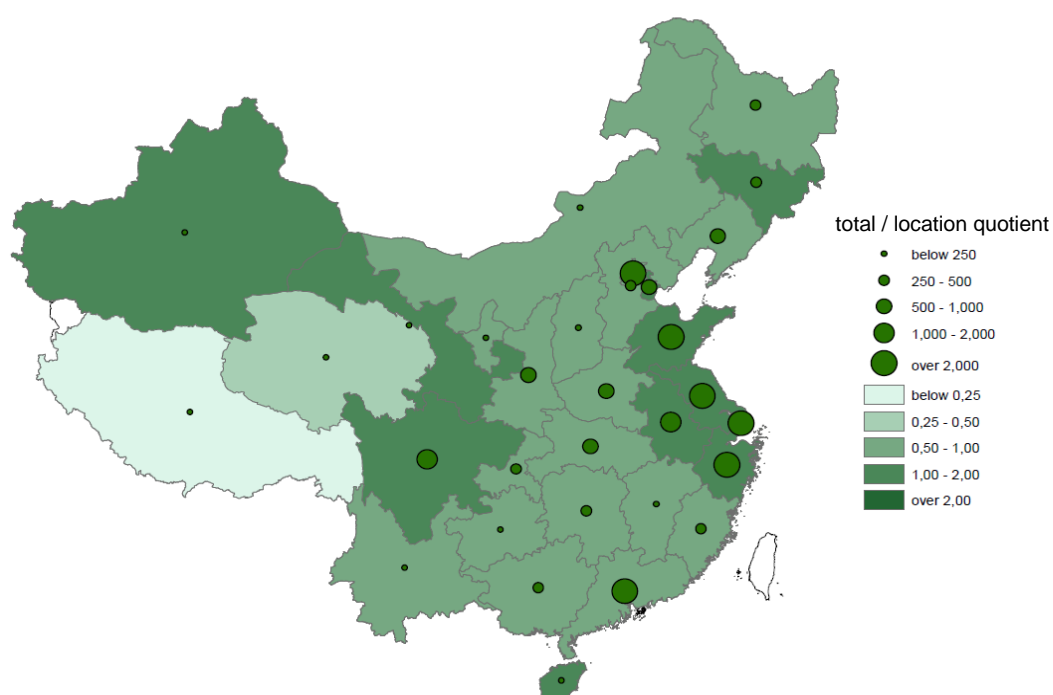 total / location quotient
below 250
250 - 500
500 - 1,000
1,000 - 2,000
over 2,000
below 0,25
0,25 - 0,50
0,50 - 1,00
1,00 - 2,00
over 2,00